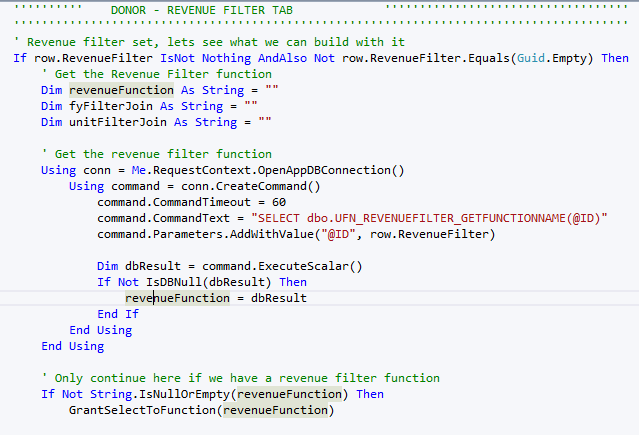 ' ' ' ' ' ' ' ' ' '    DONOR - REVENUE FILTER TAB    ' ' ' ' ' ' ' ' ' ' ' ' ' ' ' ' ' ' ' ' ' ' ' ' ' ' ' ' ' ' ' ' ' ' '
' ' ' ' ' ' ' ' ' ' ' ' ' ' ' ' ' ' ' ' ' ' ' ' ' ' ' ' ' ' ' ' ' ' ' ' ' ' ' ' ' ' ' ' ' ' ' ' ' ' ' ' ' ' ' ' ' ' ' ' ' ' ' ' ' ' ' ' ' ' ' ' ' ' ' ' ' ' ' ' ' ' ' ' ' ' ' '
' Revenue filter set, lets see what we can build with it
If row.RevenueFilter IsNot Nothing AndAlso Not row.RevenueFilter.Equals(Guid.Empty) Then
    ' Get the Revenue Filter function
    Dim revenueFunction As String = ""
    Dim fyFilterJoin As String = ""
    Dim unitFilterJoin As String = ""

    ' Get the revenue filter function
    Using conn = Me.RequestContext.OpenAppDBConnection()
        Using command = conn.CreateCommand()
            command.CommandTimeout = 60
            command.CommandText = "SELECT dbo.UFN_REVENUEFILTER_GETFUNCTIONNAME(@ID)"
            command.Parameters.AddWithValue("@ID", row.RevenueFilter)

            Dim dbResult = command.ExecuteScalar()
            If Not IsDBNull(dbResult) Then
                revenueFunction = dbResult
            End If
        End Using
    End Using

    ' Only continue here if we have a revenue filter function
    If Not String.IsNullOrEmpty(revenueFunction) Then
        GrantSelectToFunction(revenueFunction)